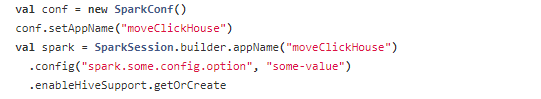 val conf = new SparkConf()
conf.setAppName("moveClickHouse")
val spark = SparkSession.builder.appName("moveClickHouse")
.config("spark.some.config.option", "some-value")
.enableHiveSupport.getOrCreate